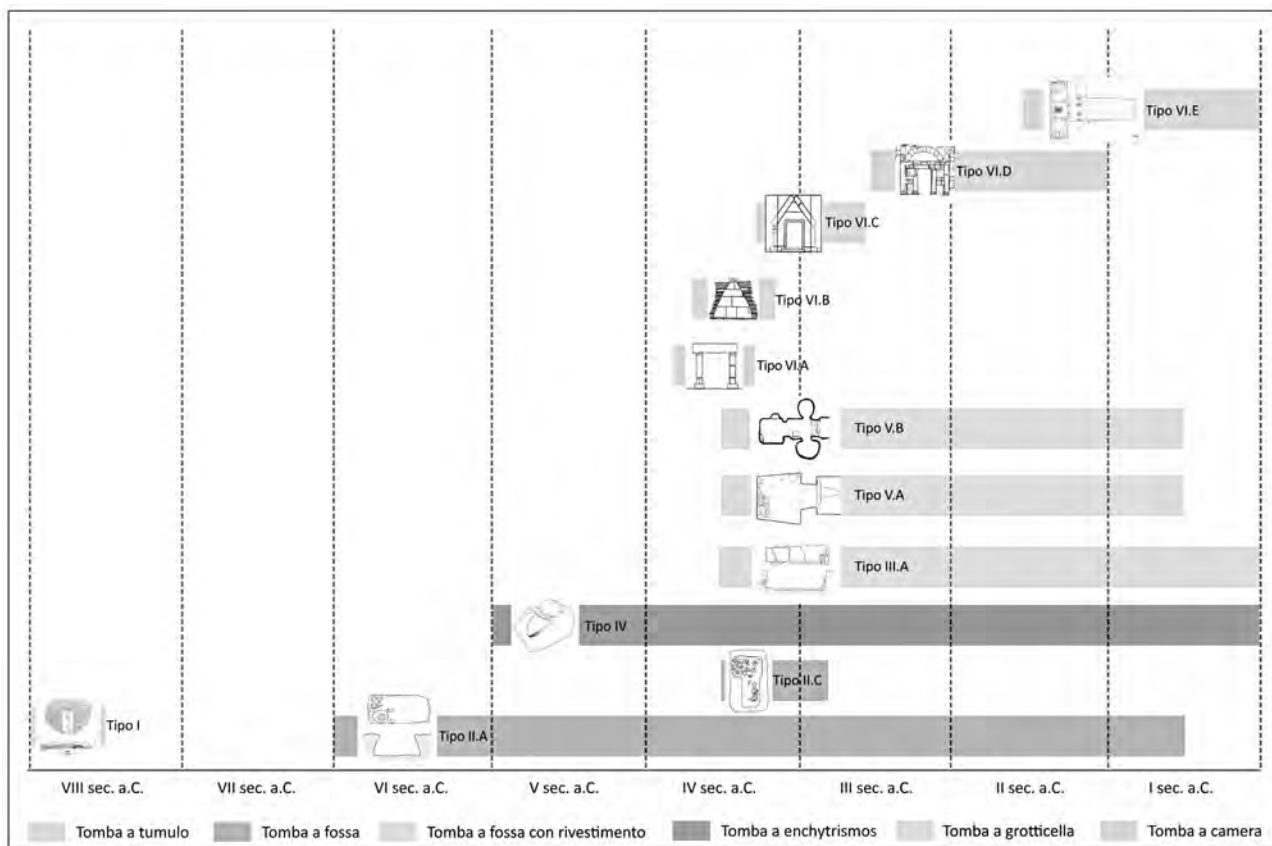 Tipo VI.E
Tipo VI.D
Tipo VI.C
Tipo VI.B
Tipo VI.A
Tipo V.B
Tipo V.A
Tipo III.A
Tipo IV
Tipo II.C
Tipo I
Tipo II.A
VIII sec. a.C. VII sec. a.C. VI sec. a.C. V sec. a.C. IV sec. a.C. III sec. a.C. II sec. a.C. I sec. a.C.
Tomba a tumulo Tomba a fossa Tomba a fossa con rivestimento Tomba a enchytrismos Tomba a grotticella Tomba a camera